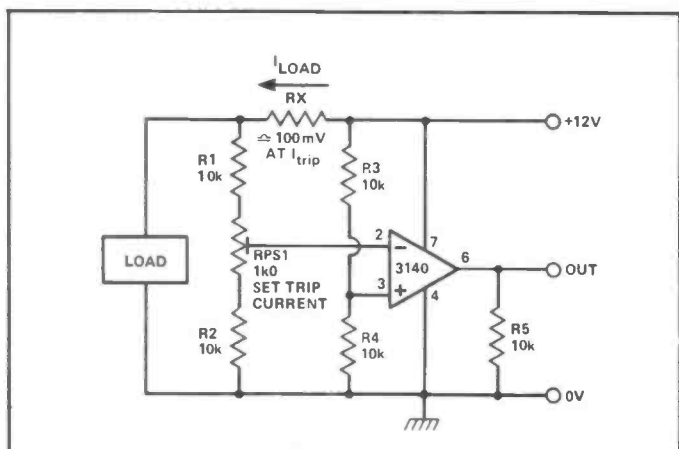 I LOAD
RX
≏ 100mV
AT Itrip
+12V
R1
10k
R3
10k
LOAD
RPS1
1k0
SET TRIP
CURRENT
2
−
7
3140
6
OUT
3
+
4
R2
10k
R4
10k
R5
10k
0V